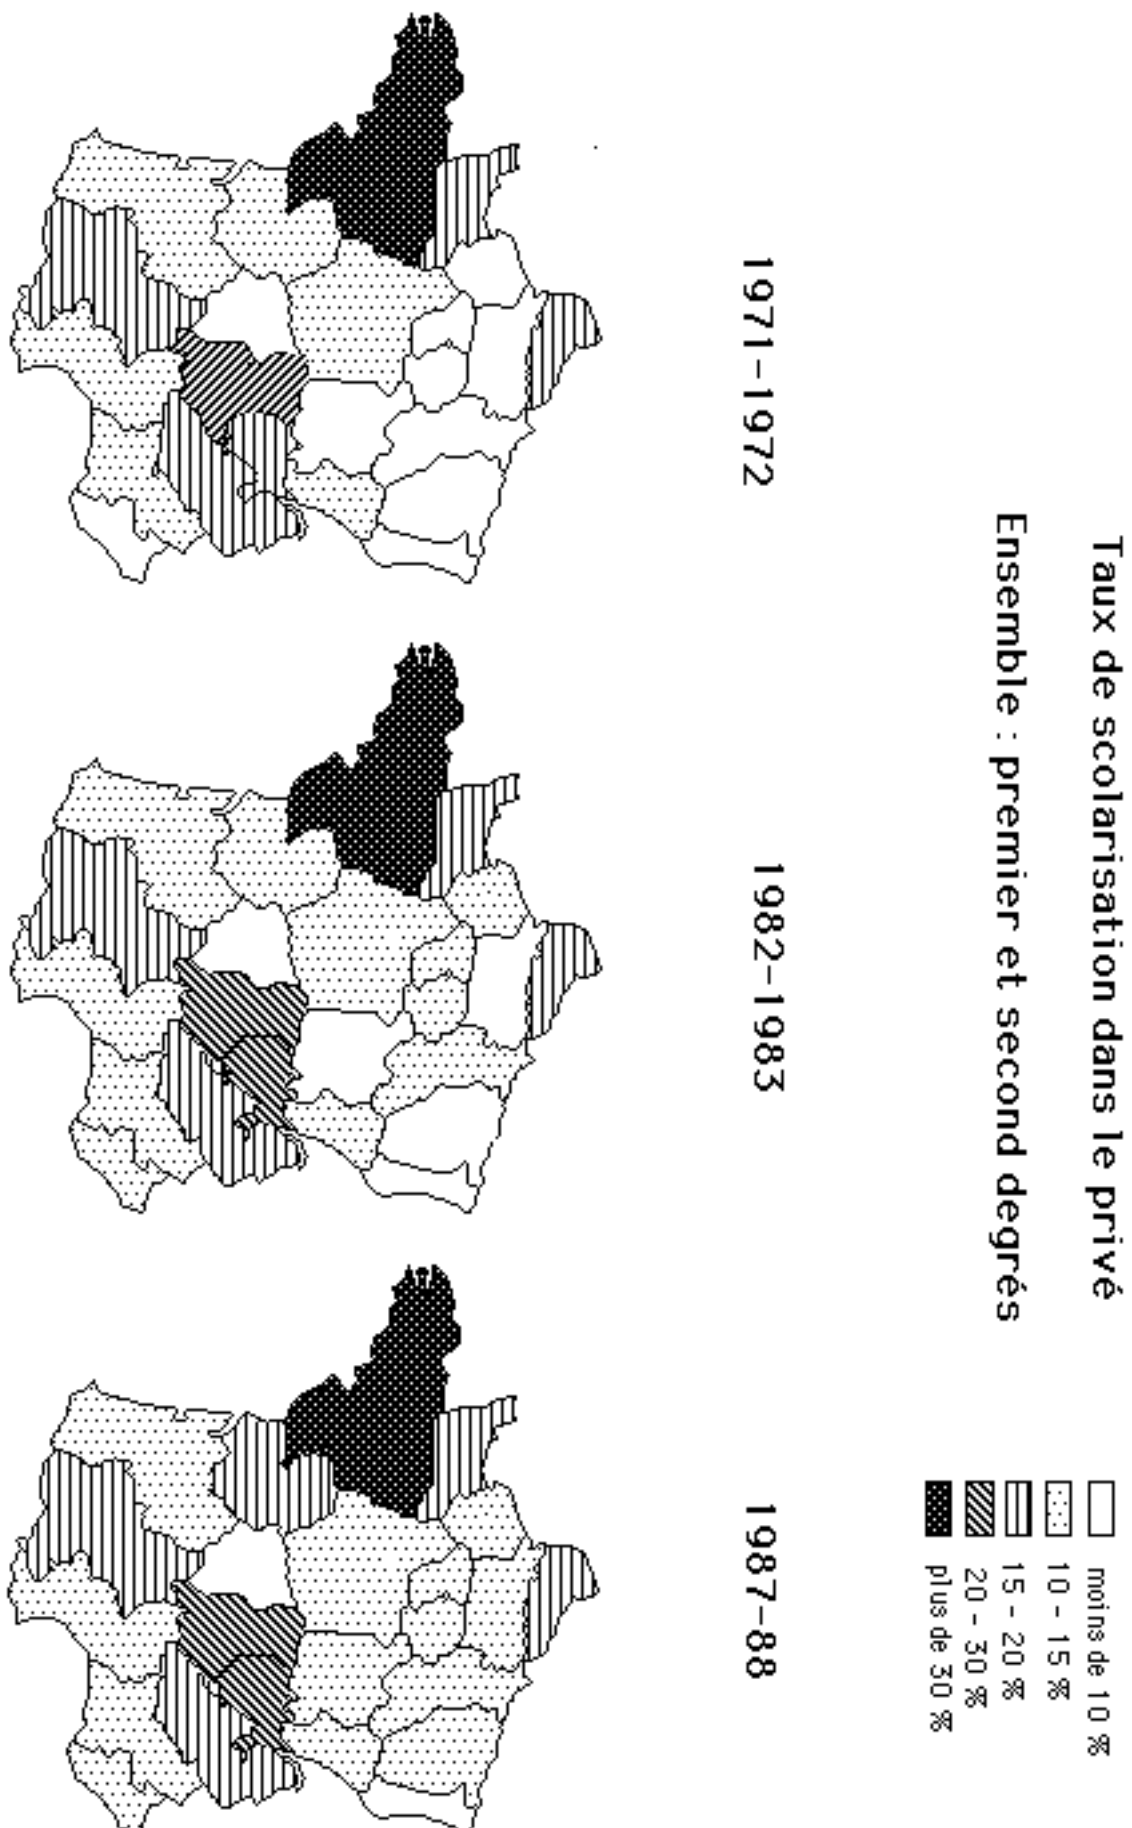 Taux de scolarisation dans le privé
Ensemble : premier et second degrés
1971-1972
1982-1983
1987-88
moins de 10 %
10 - 15 %
15 - 20 %
20 - 30 %
plus de 30 %